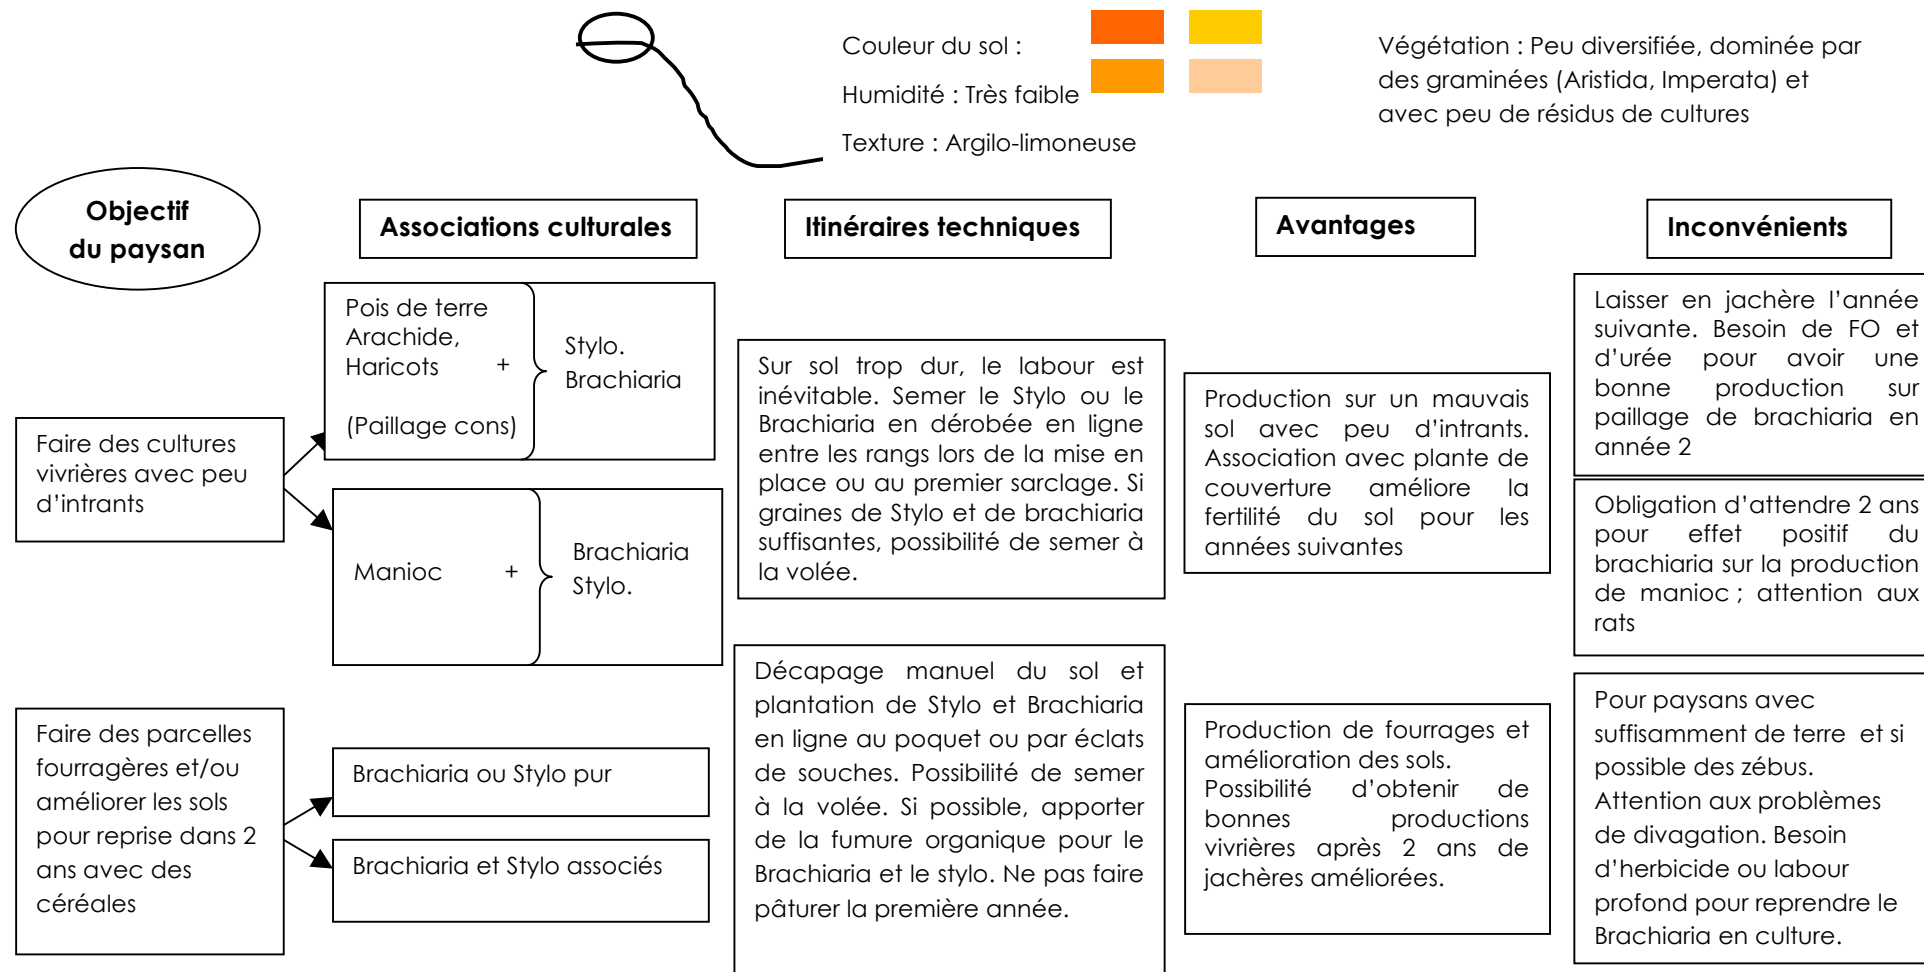 Couleur du sol :
Humidité : Très faible
Texture : Argilo-limoneuse
Végétation : Peu diversifiée, dominée par
des graminées (Aristida, Imperata) et
avec peu de résidus de cultures
Objectif
du paysan
Associations culturales
Itinéraires techniques
Avantages
Inconvénients
Faire des cultures
vivrières avec peu
d’intrants
Pois de terre
Arachide,
Haricots +
(Paillage cons)
Stylo.
Brachiaria
Manioc +
Brachiaria
Stylo.
Sur sol trop dur, le labour est
inévitable. Semer le Stylo ou le
Brachiaria en dérobée en ligne
entre les rangs lors de la mise en
place ou au premier sarclage. Si
graines de Stylo et de brachiaria
suffisantes, possibilité de semer à
la volée.
Production sur un mauvais
sol avec peu d’intrants.
Association avec plante de
couverture améliore la
fertilité du sol pour les
années suivantes
Laisser en jachère l’année
suivante. Besoin de FO et
d’urée pour avoir une
bonne production sur
paillage de brachiaria en
année 2
Obligation d’attendre 2 ans
pour effet positif du
brachiaria sur la production
de manioc ; attention aux
rats
Faire des parcelles
fourragères et/ou
améliorer les sols
pour reprise dans 2
ans avec des
céréales
Brachiaria ou Stylo pur
Brachiaria et Stylo associés
Décapage manuel du sol et
plantation de Stylo et Brachiaria
en ligne au poquet ou par éclats
de souches. Possibilité de semer
à la volée. Si possible, apporter
de la fumure organique pour le
Brachiaria et le stylo. Ne pas faire
pâturer la première année.
Production de fourrages et
amélioration des sols.
Possibilité d’obtenir de
bonnes productions
vivrières après 2 ans de
jachères améliorées.
Pour paysans avec
suffisamment de terre et si
possible des zébus.
Attention aux problèmes
de divagation. Besoin
d’herbicide ou labour
profond pour reprendre le
Brachiaria en culture.